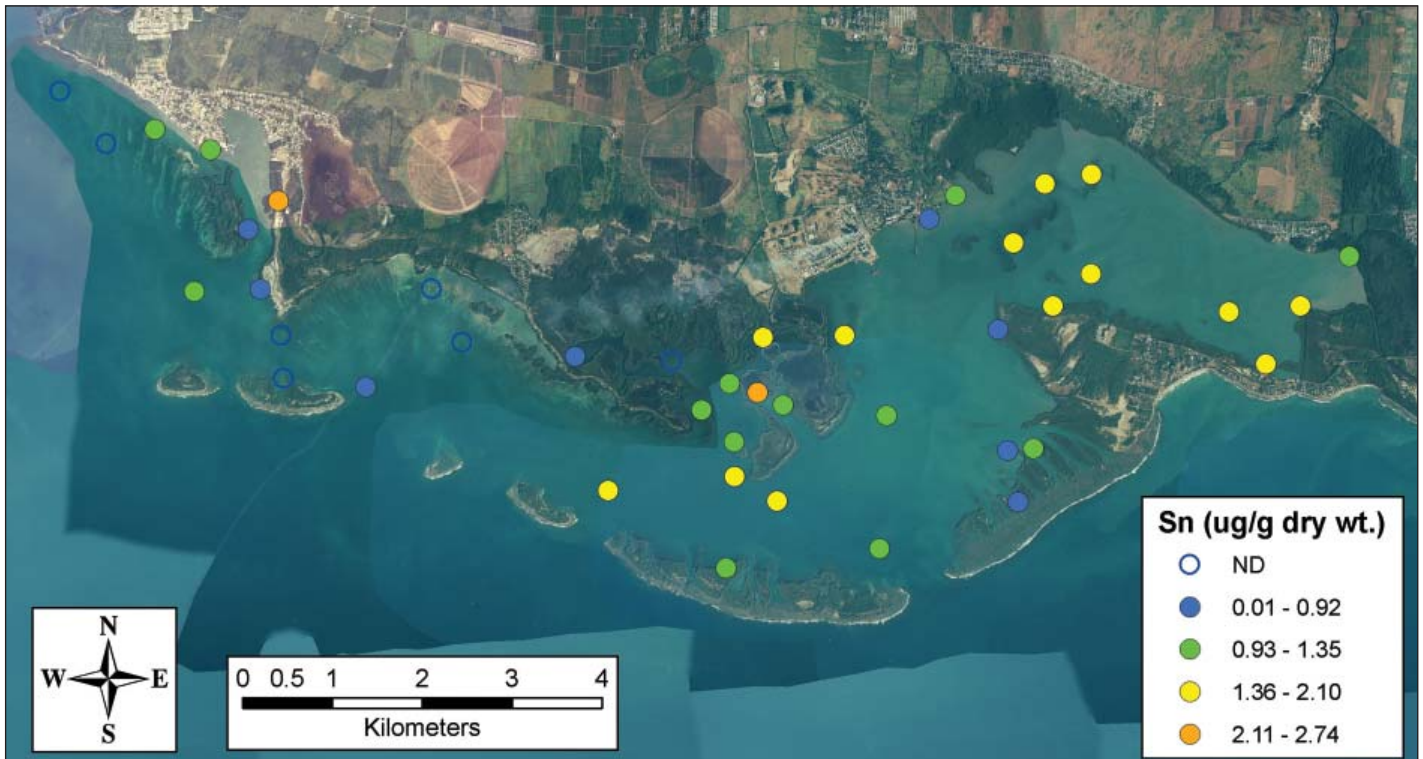 Sn (ug/g dry wt.)
ND
0.01 - 0.92
0.93 - 1.35
1.36 - 2.10
2.11 - 2.74
N
W E
S
0 0.5 1 2 3 4
Kilometers